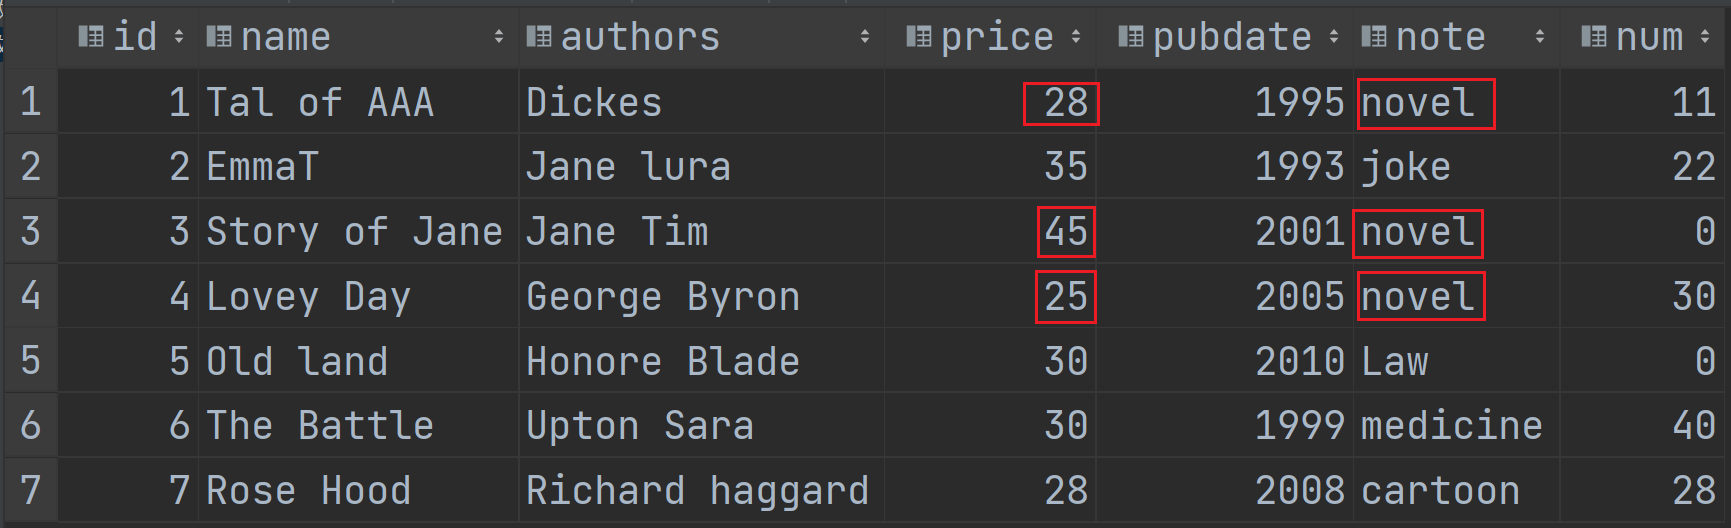 id name authors price pubdate note num
1 1 Tal of AAA Dickes 28 1995 novel 11
2 2 EmmaT Jane lura 35 1993 joke 22
3 3 Story of Jane Jane Tim 45 2001 novel 0
4 4 Lovey Day George Byron 25 2005 novel 30
5 5 Old land Honore Blade 30 2010 Law 0
6 6 The Battle Upton Sara 30 1999 medicine 40
7 7 Rose Hood Richard haggard 28 2008 cartoon 28